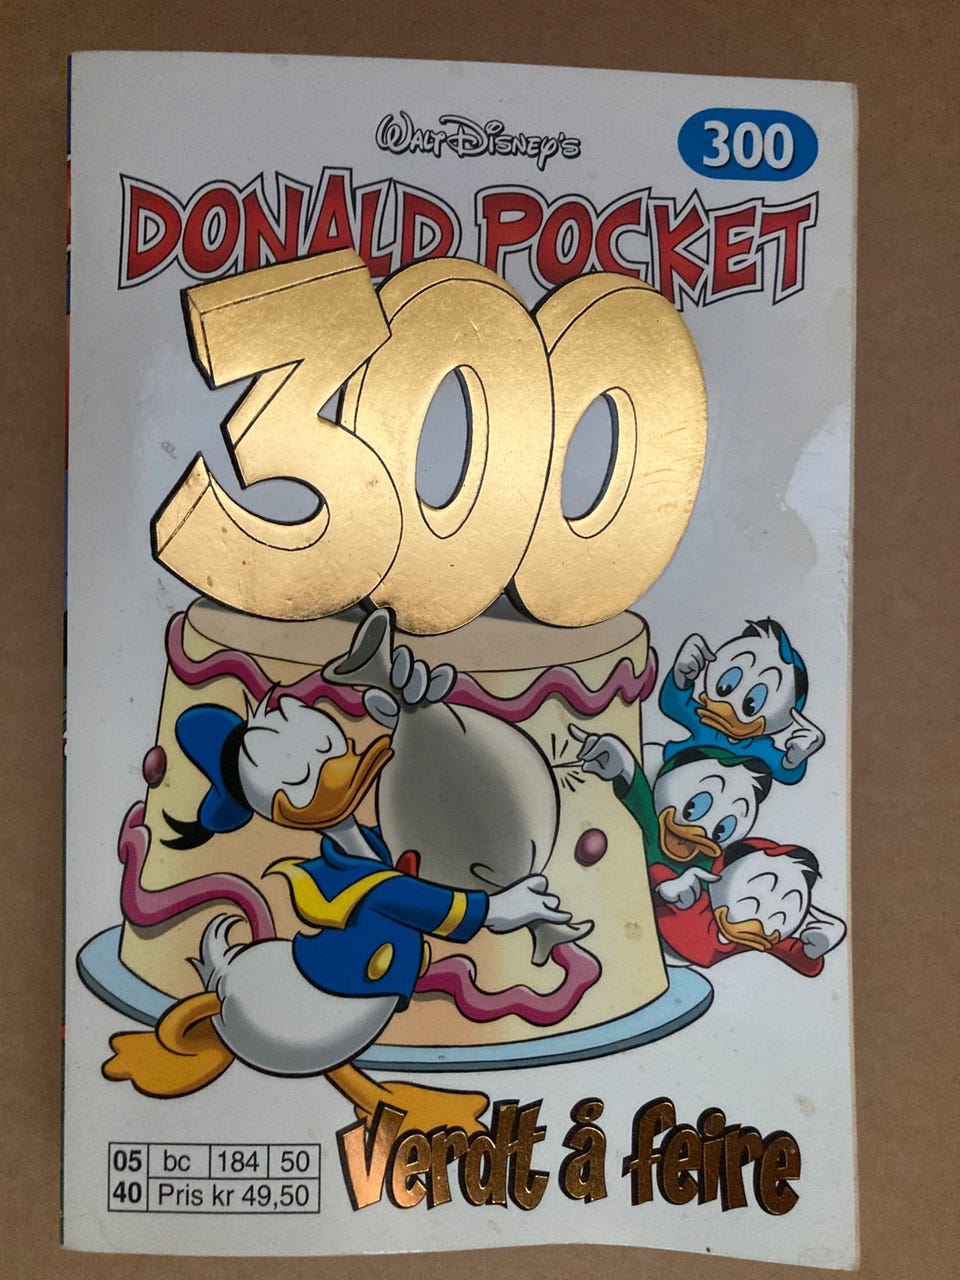 Walt Disney's
300
DONALD POCKET
300
Verdt å feire
05 bc 184 50
40 Pris kr 49,50